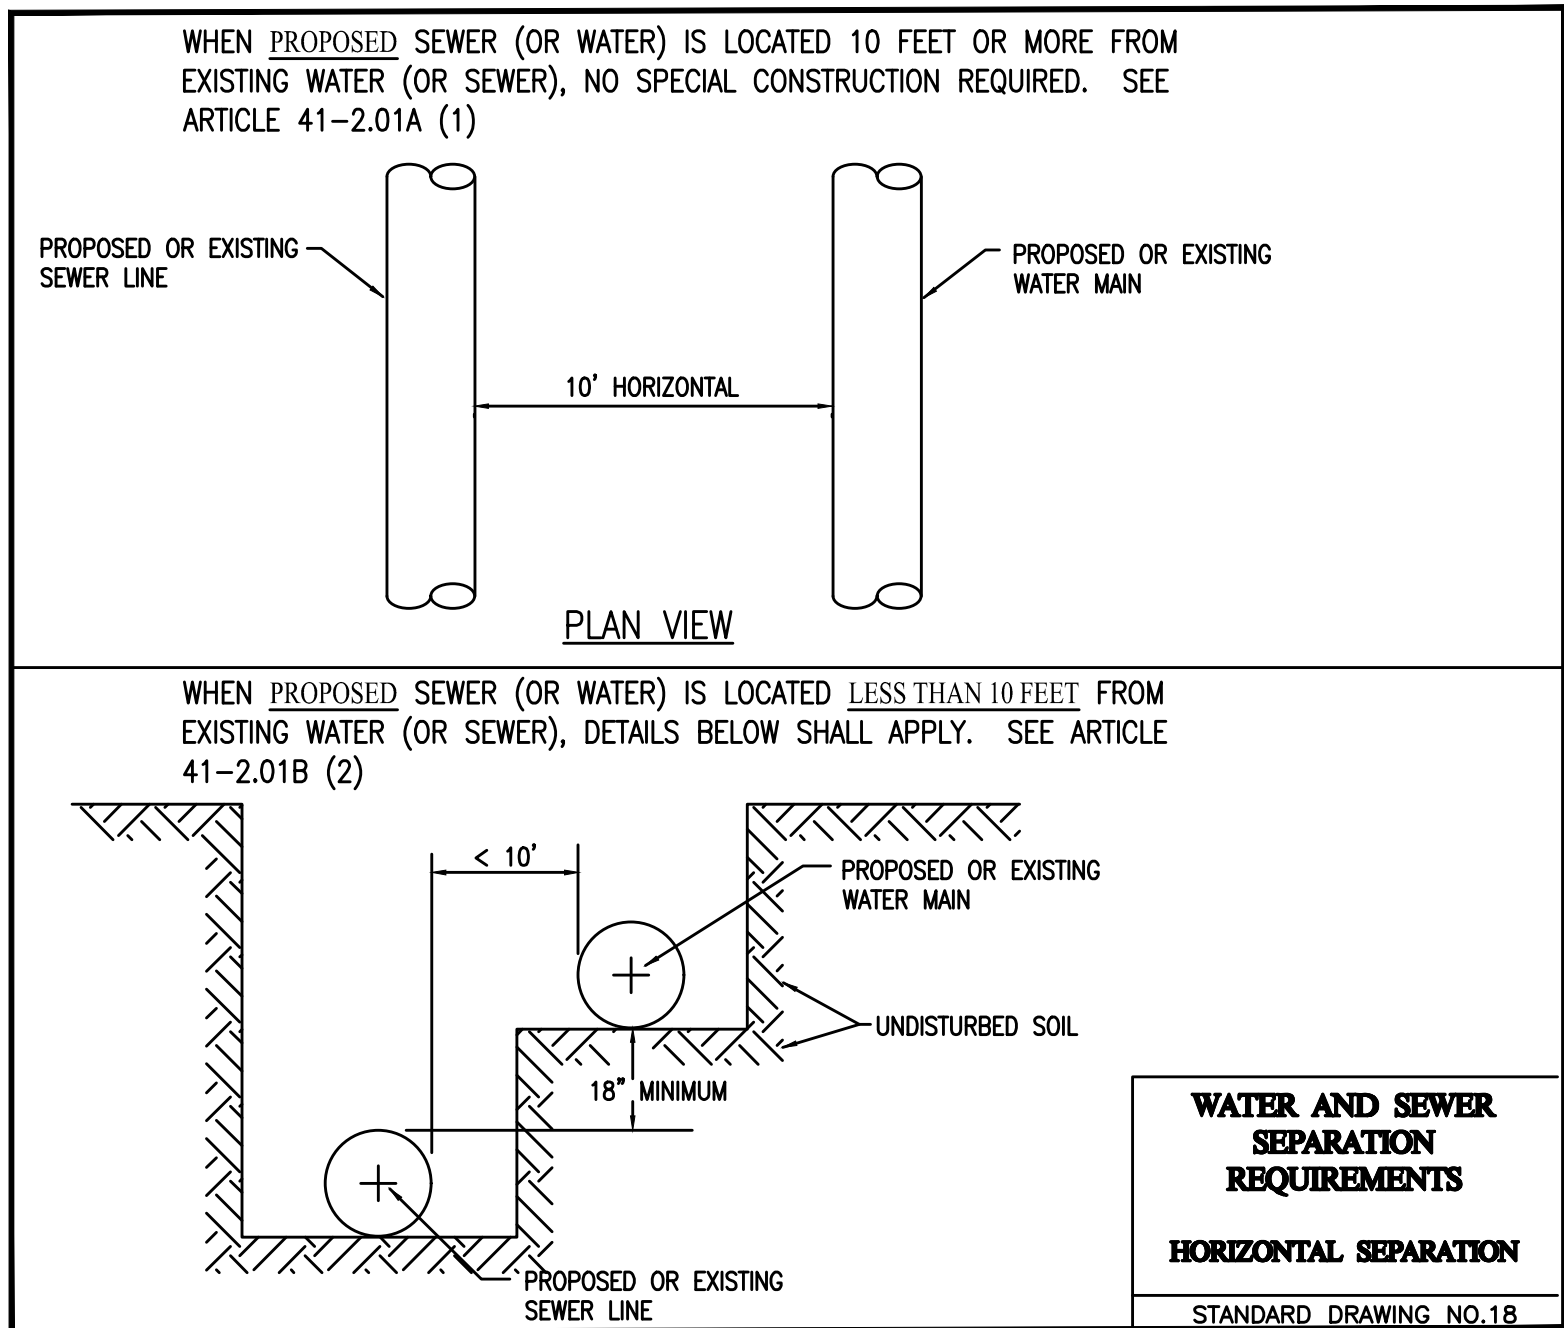 WHEN PROPOSED SEWER (OR WATER) IS LOCATED 10 FEET OR MORE FROM
EXISTING WATER (OR SEWER), NO SPECIAL CONSTRUCTION REQUIRED. SEE
ARTICLE 41-2.01A (1)
PROPOSED OR EXISTING
SEWER LINE
PROPOSED OR EXISTING
WATER MAIN
10' HORIZONTAL
PLAN VIEW
WHEN PROPOSED SEWER (OR WATER) IS LOCATED LESS THAN 10 FEET FROM
EXISTING WATER (OR SEWER), DETAILS BELOW SHALL APPLY. SEE ARTICLE
41-2.01B (2)
< 10'
PROPOSED OR EXISTING
WATER MAIN
UNDISTURBED SOIL
18" MINIMUM
PROPOSED OR EXISTING
SEWER LINE
WATER AND SEWER
SEPARATION
REQUIREMENTS
HORIZONTAL SEPARATION
STANDARD DRAWING NO.18